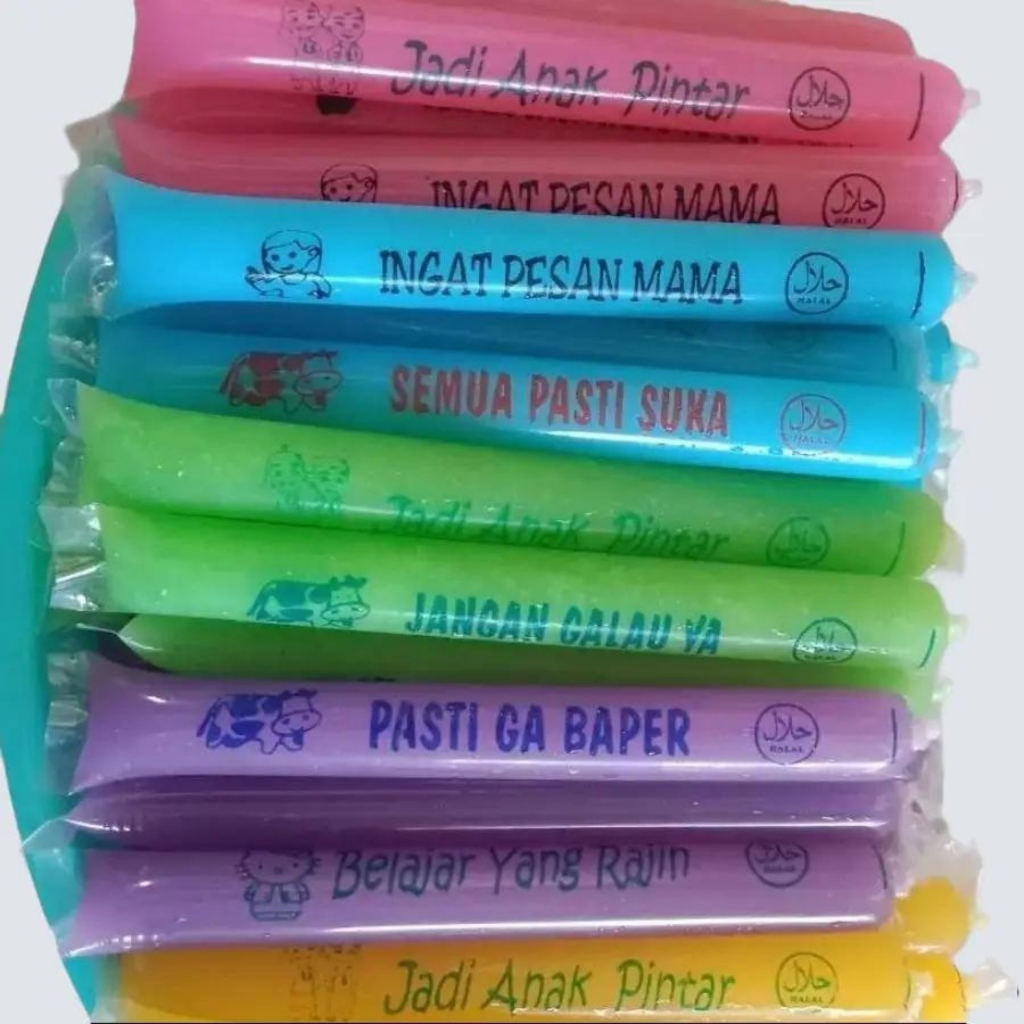 Jadi Anak Pintar حلال
INGAT PESAN MAMA حلال HALAL
INGAT PESAN MAMA حلال HALAL
SEMUA PASTI SUKA حلال HALAL
Jadi Anak Pintar حلال
JANGAN GALAU YA حلال HALAL
PASTI GA BAPER حلال HALAL
Belajar Yang Rajin حلال HALAL
Jadi Anak Pintar حلال HALAL